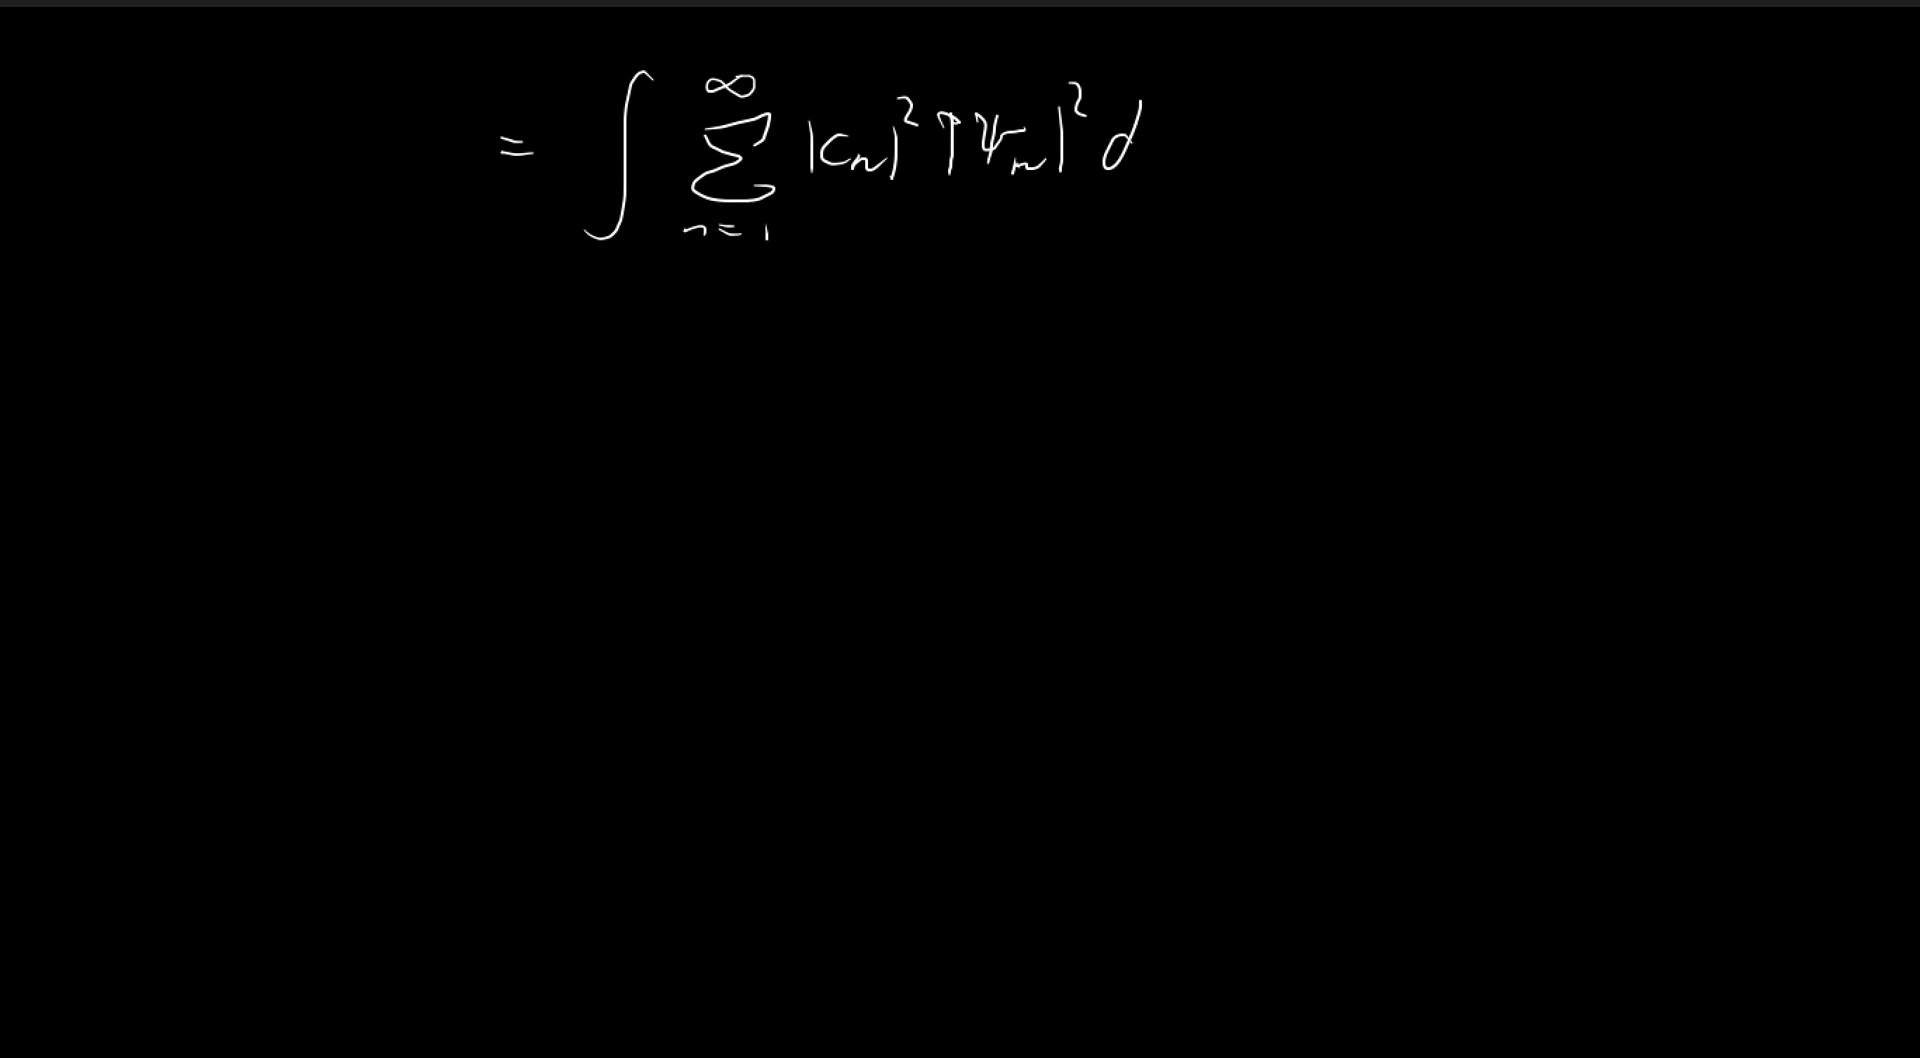 = ∫ ∑_{n=1}^{∞} |c_n|² |ψ_n|² d